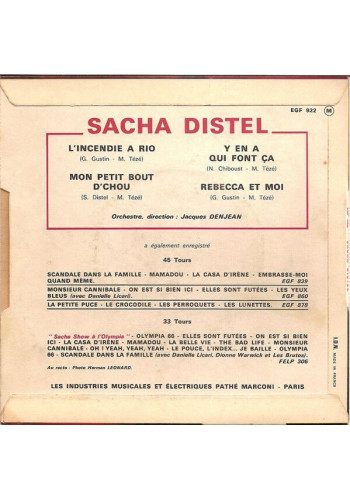 EGF 922 M
SACHA DISTEL
L'INCENDIE A RIO
(G. Gustin - M. Tézé)
MON PETIT BOUT
D'CHOU
(S. Distel - M. Tézé)
Y EN A
QUI FONT ÇA
(N. Chiboust - M. Tézé)
REBECCA ET MOI
(G. Gustin - M. Tézé)
Orchestre, direction : Jacques DENJEAN
a également enregistré
45 Tours
SCANDALE DANS LA FAMILLE - MAMADOU - LA CASA D'IRÈNE - EMBRASSE-MOI
QUAND MÊME. EGF 839
MONSIEUR CANNIBALE - ON EST SI BIEN ICI - ELLES SONT FUTÉES - LES YEUX
BLEUS (avec Danielle Licari). EGF 860
LA PETITE PUCE - LE CROCODILE - LES PERROQUETS - LES LUNETTES. EGF 878
33 Tours
" Sacha Show à l'Olympia " - OLYMPIA 66 - ELLES SONT FUTÉES - ON EST SI BIEN
ICI - LA CASA D'IRÈNE - MAMADOU - LA BELLE VIE - THE BAD LIFE - MONSIEUR
CANNIBALE - OH ! YEAH, YEAH, YEAH - LE POUCE, L'INDEX... JE BAILLE - OLYMPIA
66 - SCANDALE DANS LA FAMILLE (avec Danielle Licari, Dionne Warwick et Les Brutos).
FELP 306
Au recto : Photo Herman LEONARD.
LES INDUSTRIES MUSICALES ET ÉLECTRIQUES PATHE MARCONI - PARIS
MADE IN FRANCE